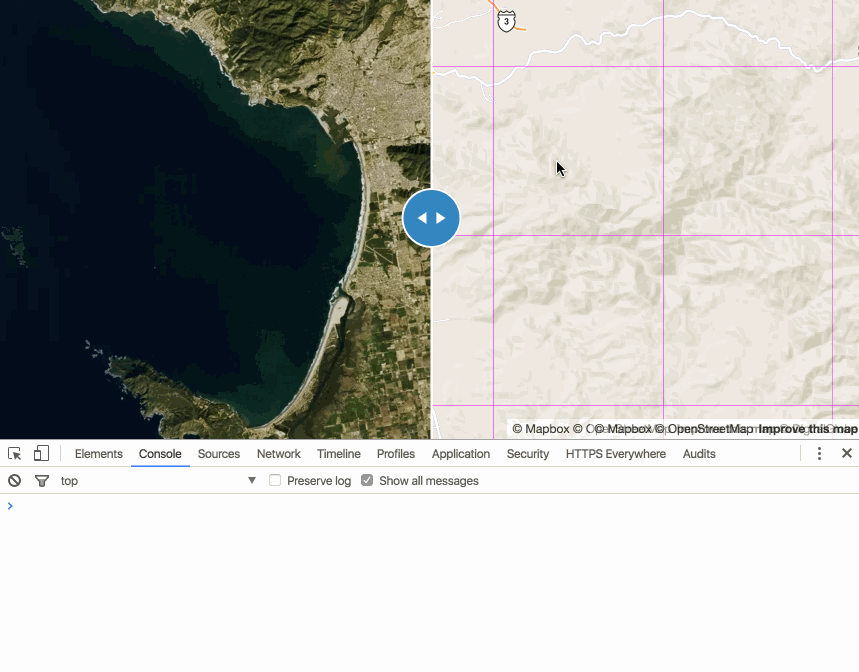 3
© Mapbox © Mapbox © OpenStreetMap Improve this map
Elements Console Sources Network Timeline Profiles Application Security HTTPS Everywhere Audits
top Preserve log Show all messages